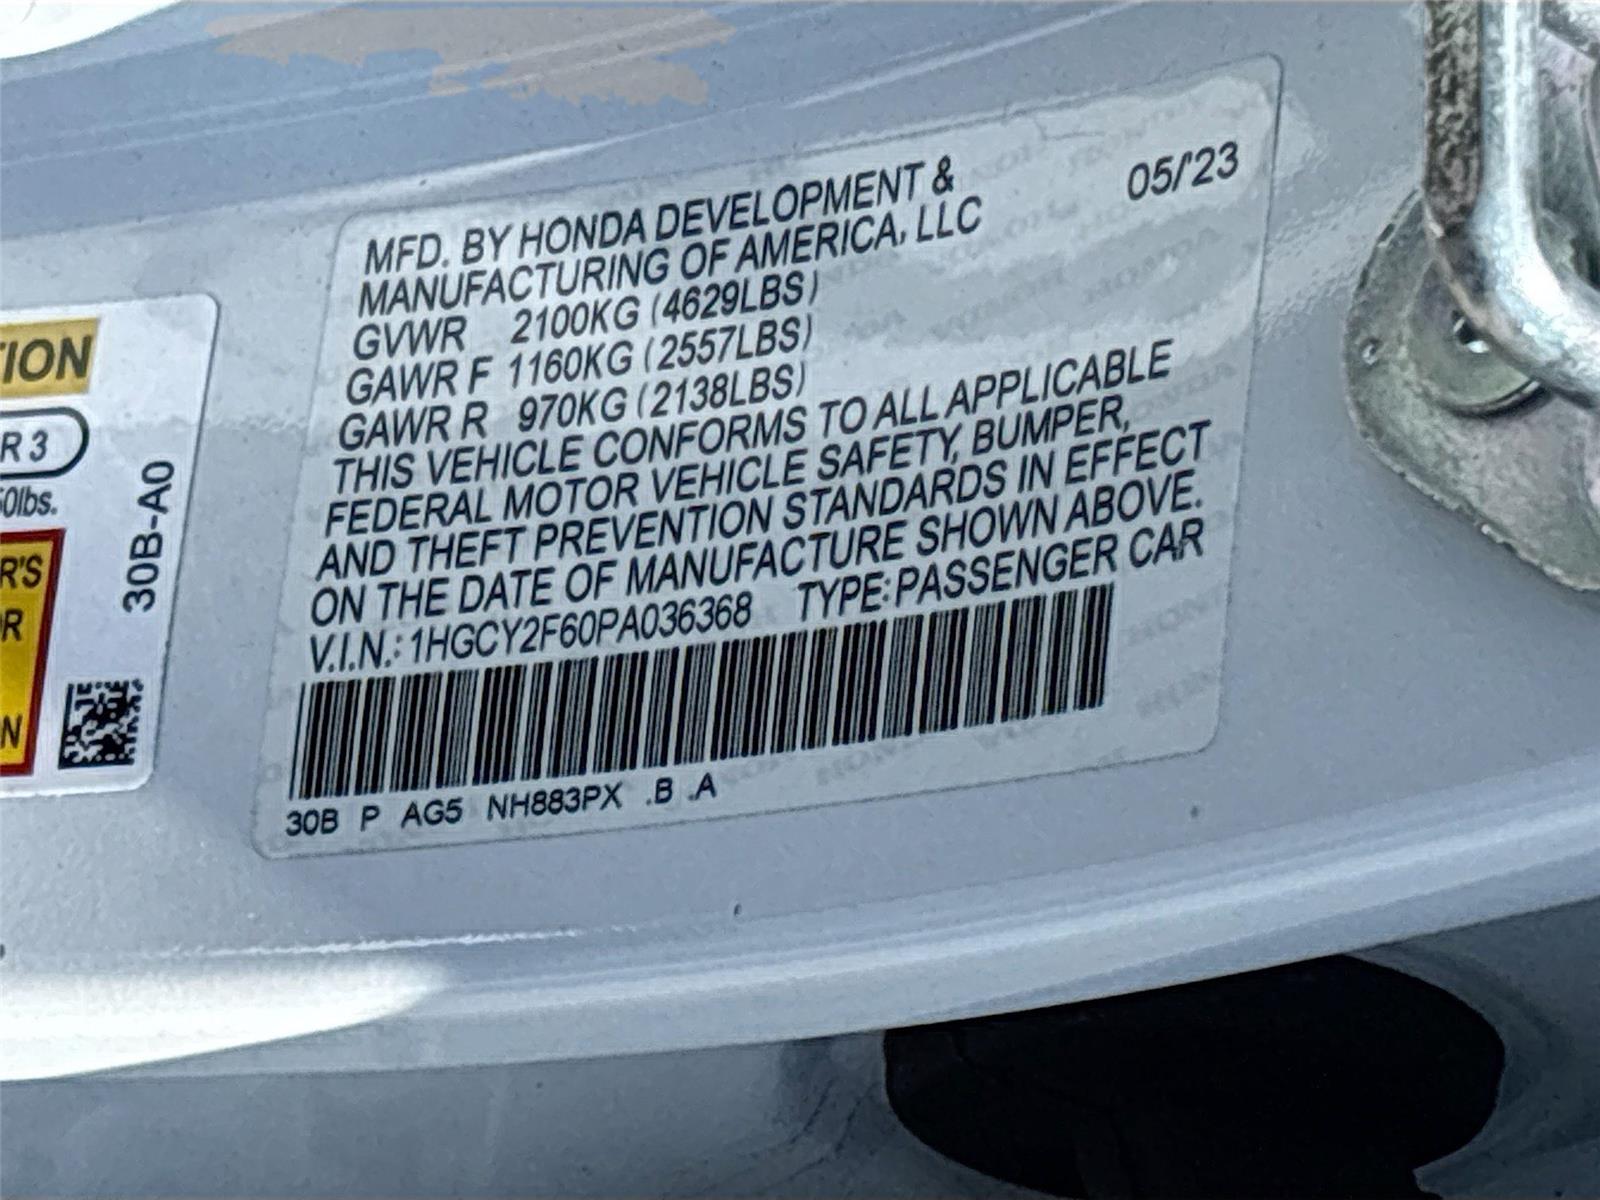 MFD. BY HONDA DEVELOPMENT &
MANUFACTURING OF AMERICA, LLC
05/'23
GVWR 2100KG (4629LBS)
GAWR F 1160KG (2557LBS)
GAWR R 970KG (2138LBS)
THIS VEHICLE CONFORMS TO ALL APPLICABLE
FEDERAL MOTOR VEHICLE SAFETY, BUMPER,
AND THEFT PREVENTION STANDARDS IN EFFECT
ON THE DATE OF MANUFACTURE SHOWN ABOVE.
V.I.N.: 1HGCY2F60PA036368 TYPE: PASSENGER CAR
30B P AG5 NH883PX .B .A
TION
R 3
50lbs.
R'S
OR
N
30B-A0